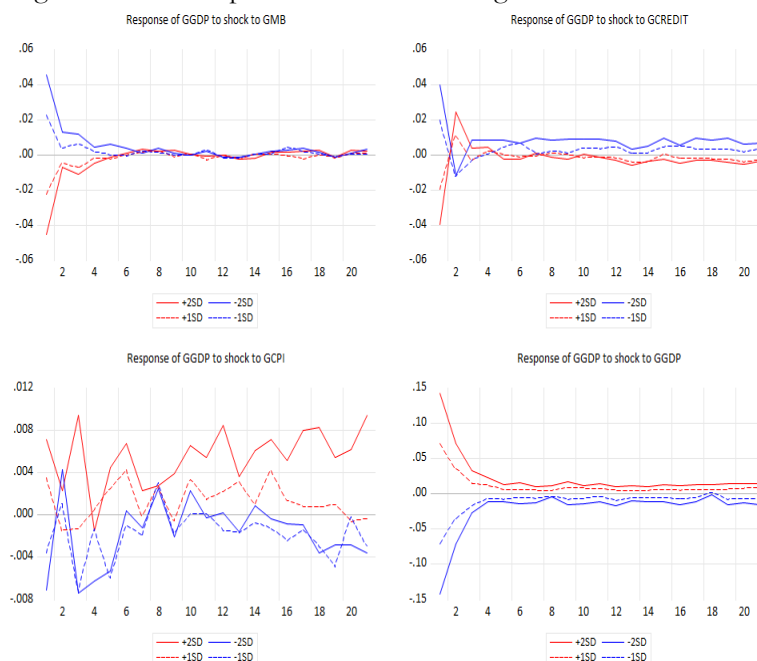 Response of GGDP to shock to GMB
.06
.04
.02
.00
-.02
-.04
-.06
2 4 6 8 10 12 14 16 18 20
+2SD -2SD
+1SD -1SD
Response of GGDP to shock to GCREDIT
.06
.04
.02
.00
-.02
-.04
-.06
2 4 6 8 10 12 14 16 18 20
+2SD -2SD
+1SD -1SD
Response of GGDP to shock to GCPI
.012
.008
.004
.000
-.004
-.008
2 4 6 8 10 12 14 16 18 20
+2SD -2SD
+1SD -1SD
Response of GGDP to shock to GGDP
.15
.10
.05
.00
-.05
-.10
-.15
2 4 6 8 10 12 14 16 18 20
+2SD -2SD
+1SD -1SD